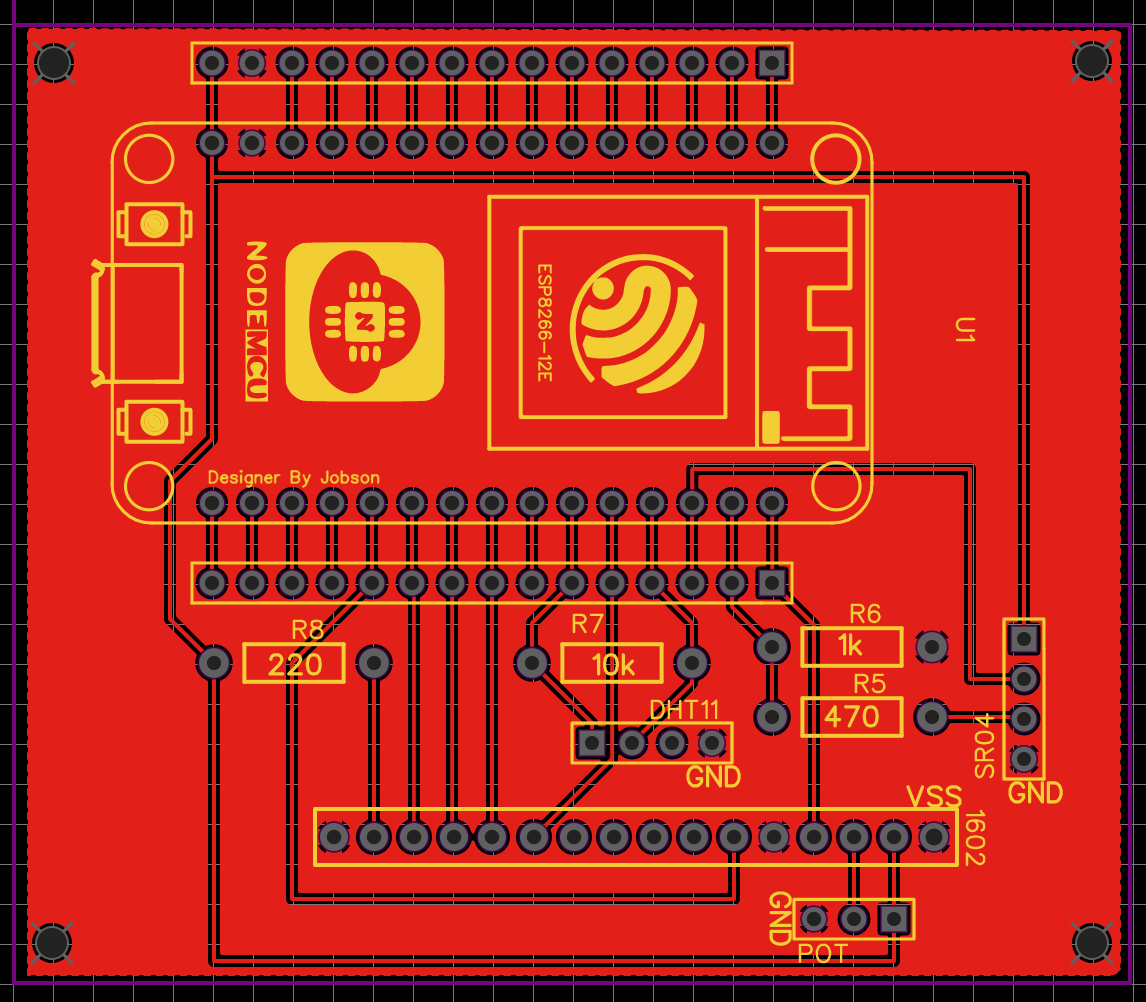 NODEMCU
ESP8266-12E
U1
Designer By Jobson
R8
220
R7
10k
R6
1k
R5
470
DHT11
GND
SR04
GND
VSS
1602
GND
POT